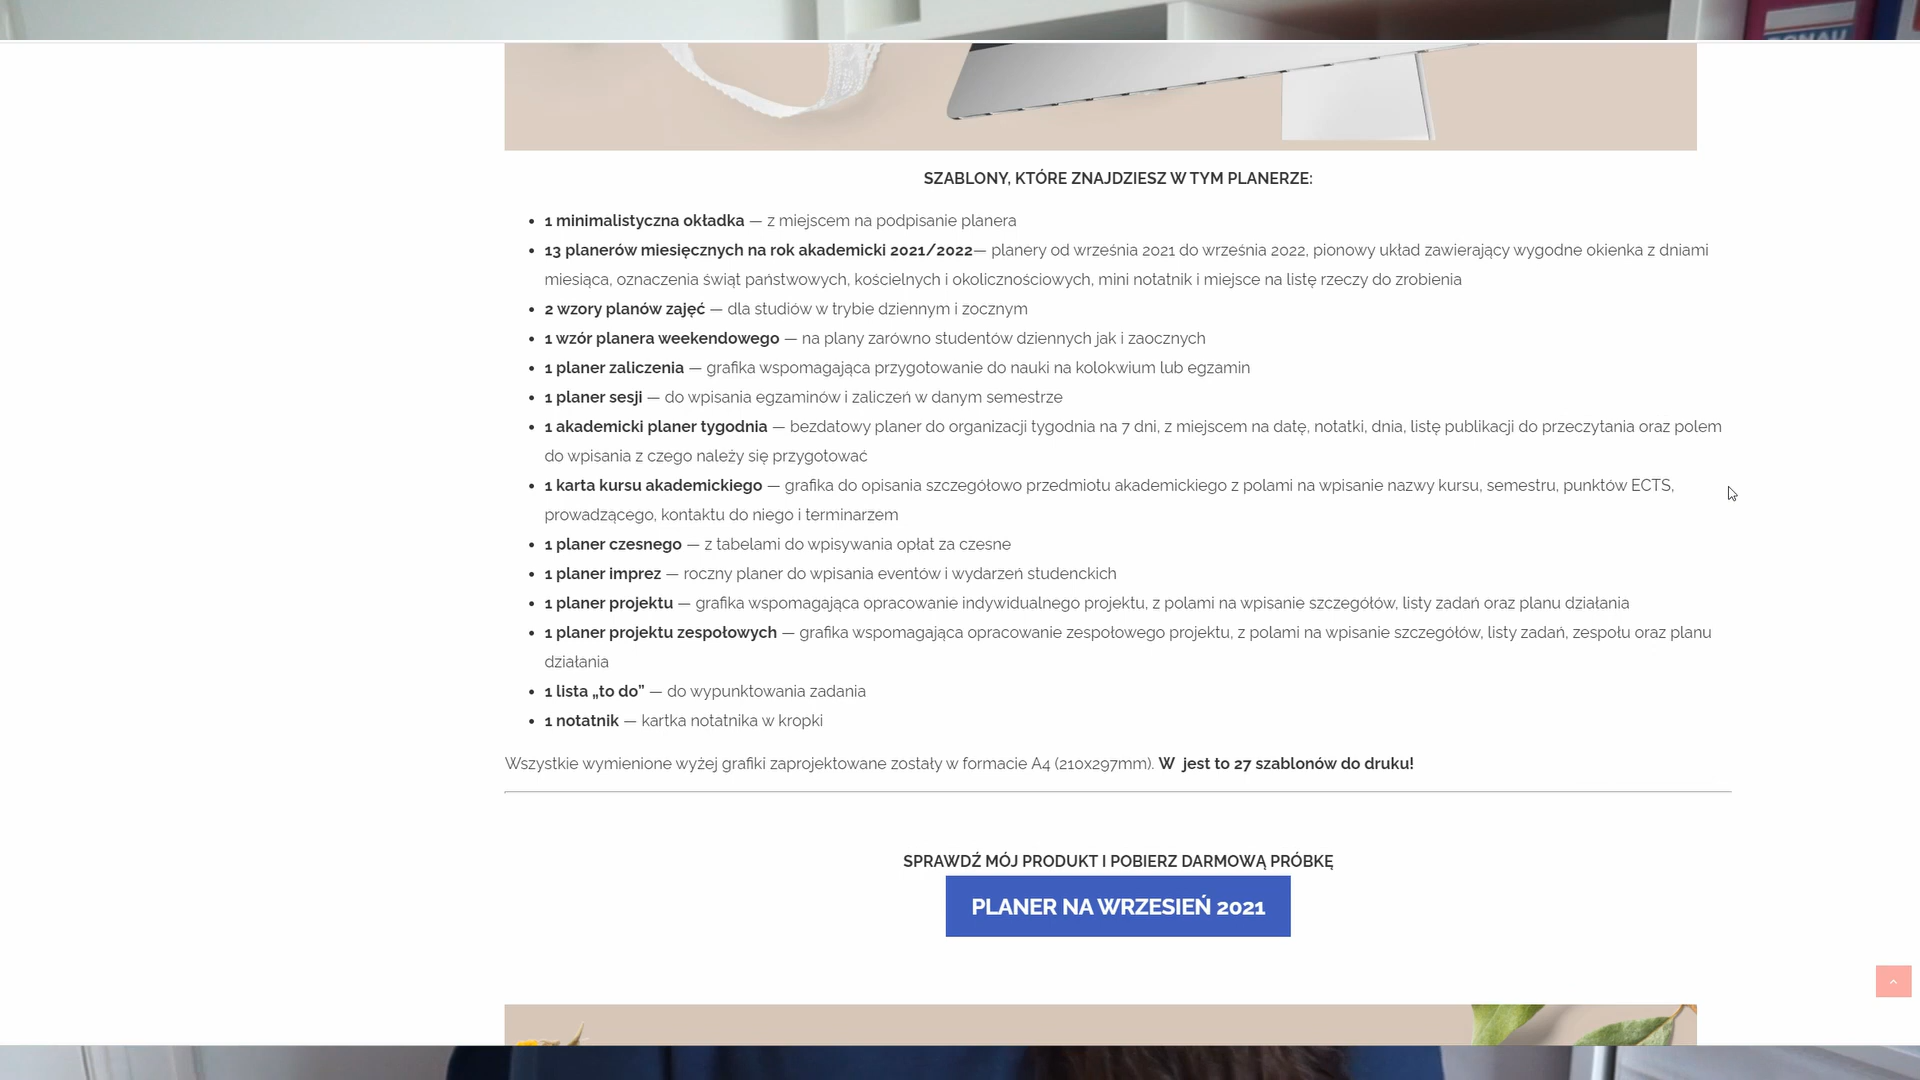 SZABLONY, KTÓRE ZNAJDZIESZ W TYM PLANERZE:
• 1 minimalistyczna okładka — z miejscem na podpisanie planera
• 13 planerów miesięcznych na rok akademicki 2021/2022— planery od września 2021 do września 2022, pionowy układ zawierający wygodne okienka z dniami
miesiąca, oznaczenia świąt państwowych, kościelnych i okolicznościowych, mini notatnik i miejsce na listę rzeczy do zrobienia
• 2 wzory planów zajęć — dla studiów w trybie dziennym i zocznym
• 1 wzór planera weekendowego — na plany zarówno studentów dziennych jak i zaocznych
• 1 planer zaliczenia — grafika wspomagająca przygotowanie do nauki na kolokwium lub egzamin
• 1 planer sesji — do wpisania egzaminów i zaliczeń w danym semestrze
• 1 akademicki planer tygodnia — bezdatowy planer do organizacji tygodnia na 7 dni, z miejscem na datę, notatki, dnia, listę publikacji do przeczytania oraz polem
do wpisania z czego należy się przygotować
• 1 karta kursu akademickiego — grafika do opisania szczegółowo przedmiotu akademickiego z polami na wpisanie nazwy kursu, semestru, punktów ECTS,
prowadzącego, kontaktu do niego i terminarzem
• 1 planer czesnego — z tabelami do wpisywania opłat za czesne
• 1 planer imprez — roczny planer do wpisania eventów i wydarzeń studenckich
• 1 planer projektu — grafika wspomagająca opracowanie indywidualnego projektu, z polami na wpisanie szczegółów, listy zadań oraz planu działania
• 1 planer projektu zespołowych — grafika wspomagająca opracowanie zespołowego projektu, z polami na wpisanie szczegółów, listy zadań, zespołu oraz planu
działania
• 1 lista „to do” — do wypunktowania zadania
• 1 notatnik — kartka notatnika w kropki
Wszystkie wymienione wyżej grafiki zaprojektowane zostały w formacie A4 (210x297mm). W jest to 27 szablonów do druku!
SPRAWDŹ MÓJ PRODUKT I POBIERZ DARMOWĄ PRÓBKĘ
PLANER NA WRZESIEŃ 2021